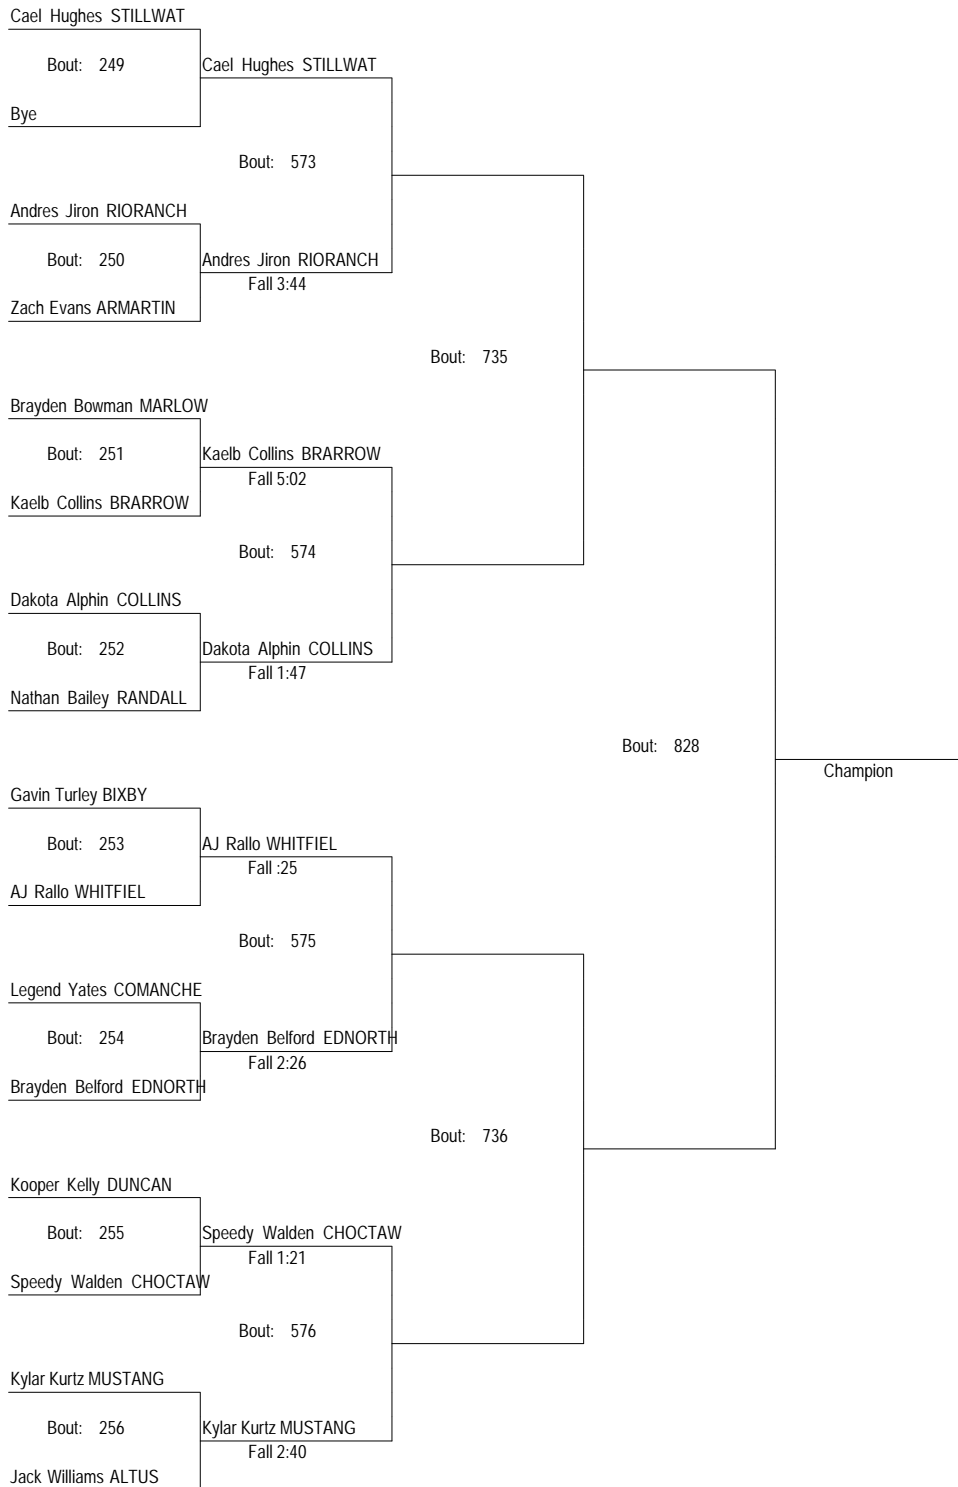 Cael Hughes STILLWAT
Bout: 249
Cael Hughes STILLWAT
Bye
Bout: 573
Andres Jiron RIORANCH
Bout: 250
Andres Jiron RIORANCH
Fall 3:44
Zach Evans ARMARTIN
Bout: 735
Brayden Bowman MARLOW
Bout: 251
Kaelb Collins BRARROW
Fall 5:02
Kaelb Collins BRARROW
Bout: 574
Dakota Alphin COLLINS
Bout: 252
Dakota Alphin COLLINS
Fall 1:47
Nathan Bailey RANDALL
Bout: 828
Champion
Gavin Turley BIXBY
Bout: 253
AJ Rallo WHITFIEL
Fall :25
AJ Rallo WHITFIEL
Bout: 575
Legend Yates COMANCHE
Bout: 254
Brayden Belford EDNORTH
Fall 2:26
Brayden Belford EDNORTH
Bout: 736
Kooper Kelly DUNCAN
Bout: 255
Speedy Walden CHOCTAW
Fall 1:21
Speedy Walden CHOCTAW
Bout: 576
Kylar Kurtz MUSTANG
Bout: 256
Kylar Kurtz MUSTANG
Fall 2:40
Jack Williams ALTUS